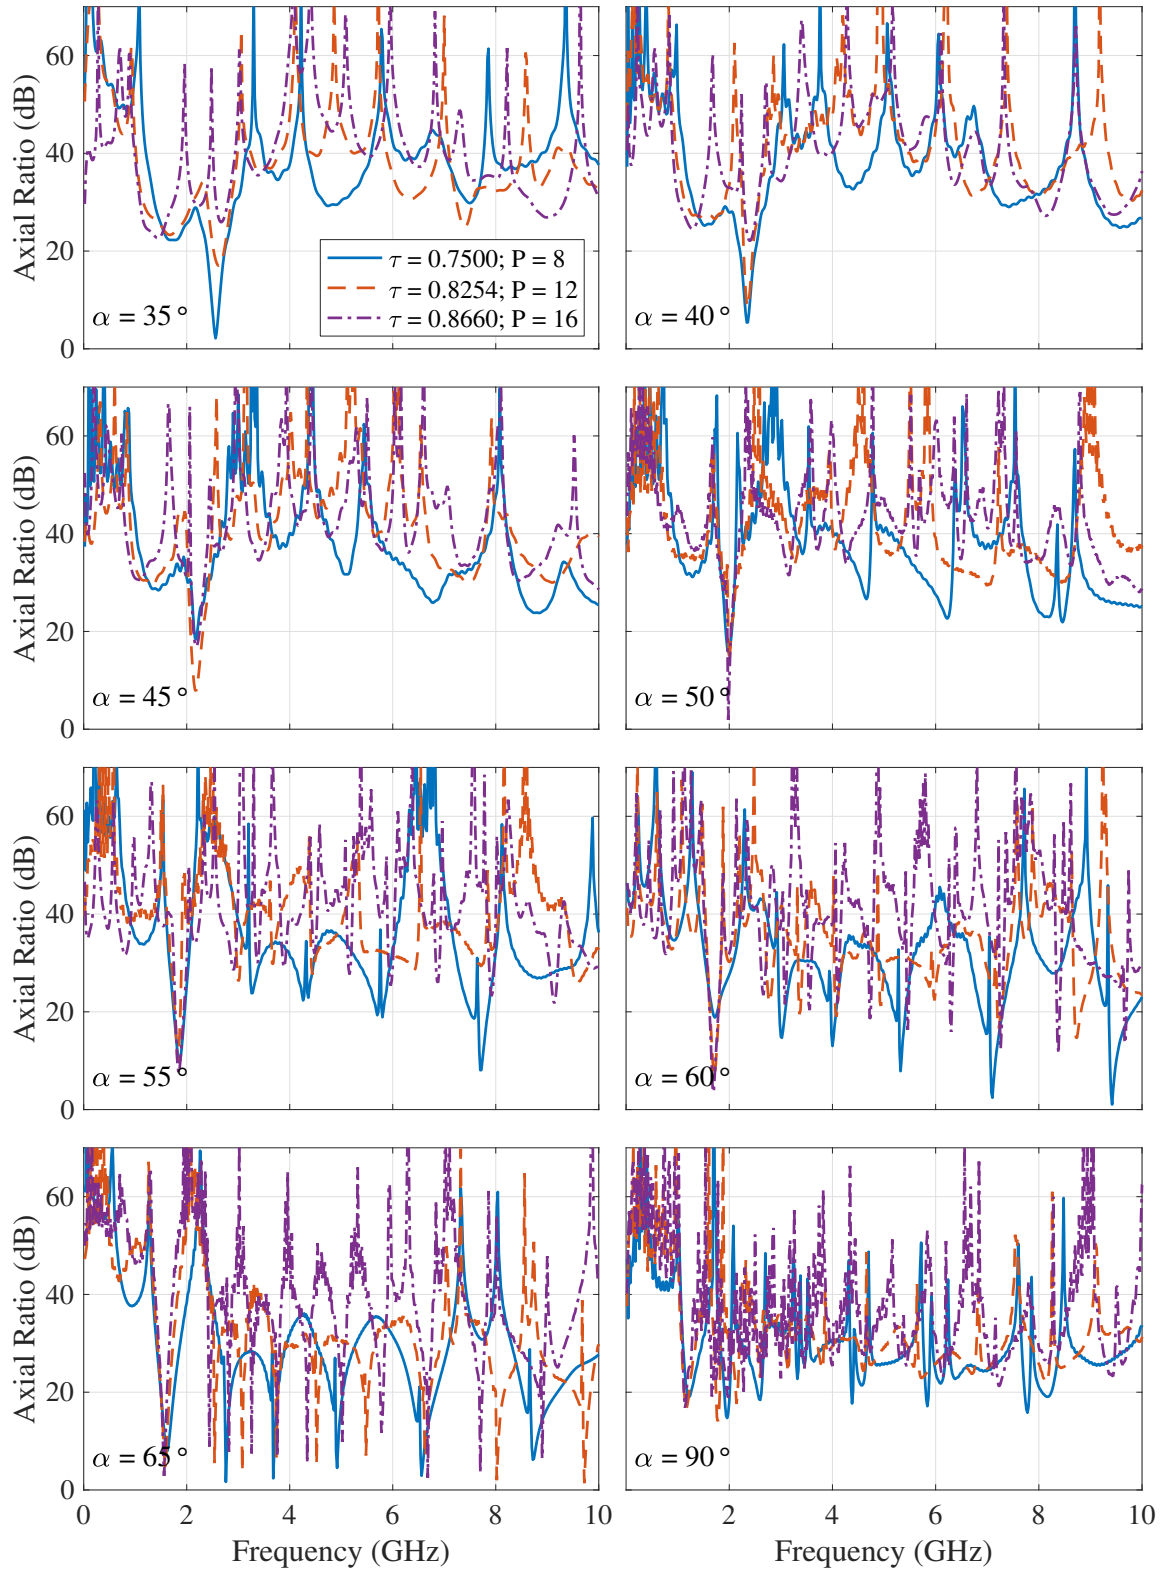 60
40
20
0
Axial Ratio (dB)
α = 35°
τ = 0.7500; P = 8
τ = 0.8254; P = 12
τ = 0.8660; P = 16
α = 40°
60
40
20
0
Axial Ratio (dB)
α = 45°
α = 50°
60
40
20
0
Axial Ratio (dB)
α = 55°
α = 60°
60
40
20
0
Axial Ratio (dB)
α = 65°
α = 90°
0 2 4 6 8 10
2 4 6 8 10
Frequency (GHz)
Frequency (GHz)